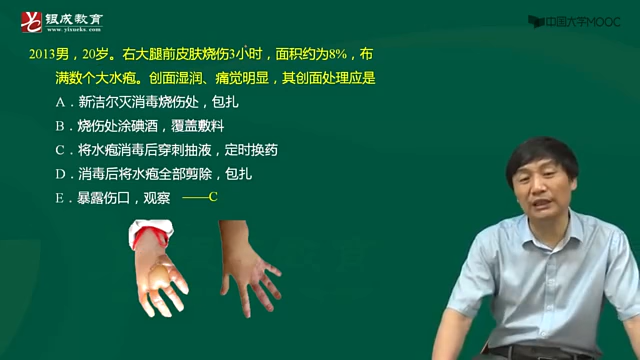 银成教育
www.yixueks.com
中国大学MOOC
2013男，20岁。右大腿前皮肤烧伤3小时，面积约为8%，布
满数个大水疱。创面湿润、痛觉明显，其创面处理应是
A．新洁尔灭消毒烧伤处，包扎
B．烧伤处涂碘酒，覆盖敷料
C．将水疱消毒后穿刺抽液，定时换药
D．消毒后将水疱全部剪除，包扎
E．暴露伤口，观察 ——C